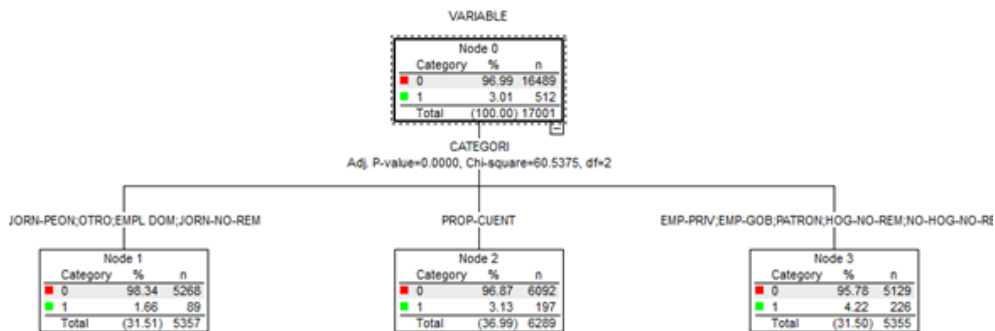 VARIABLE
Node 0
Category % n
0 96.99 16489
1 3.01 512
Total (100.00) 17001
CATEGORI
Adj. P-value=0.0000, Chi-square=60.5375, df=2
JORN-PEON;OTRO;EMPL DOM;JORN-NO-REM
PROP-CUENT
EMP-PRIV;EMP-GOB;PATRON;HOG-NO-REM;NO-HOG-NO-RE
Node 1
Category % n
0 98.34 5268
1 1.66 89
Total (31.51) 5357
Node 2
Category % n
0 96.87 6092
1 3.13 197
Total (36.99) 6289
Node 3
Category % n
0 95.78 5129
1 4.22 226
Total (31.50) 5355